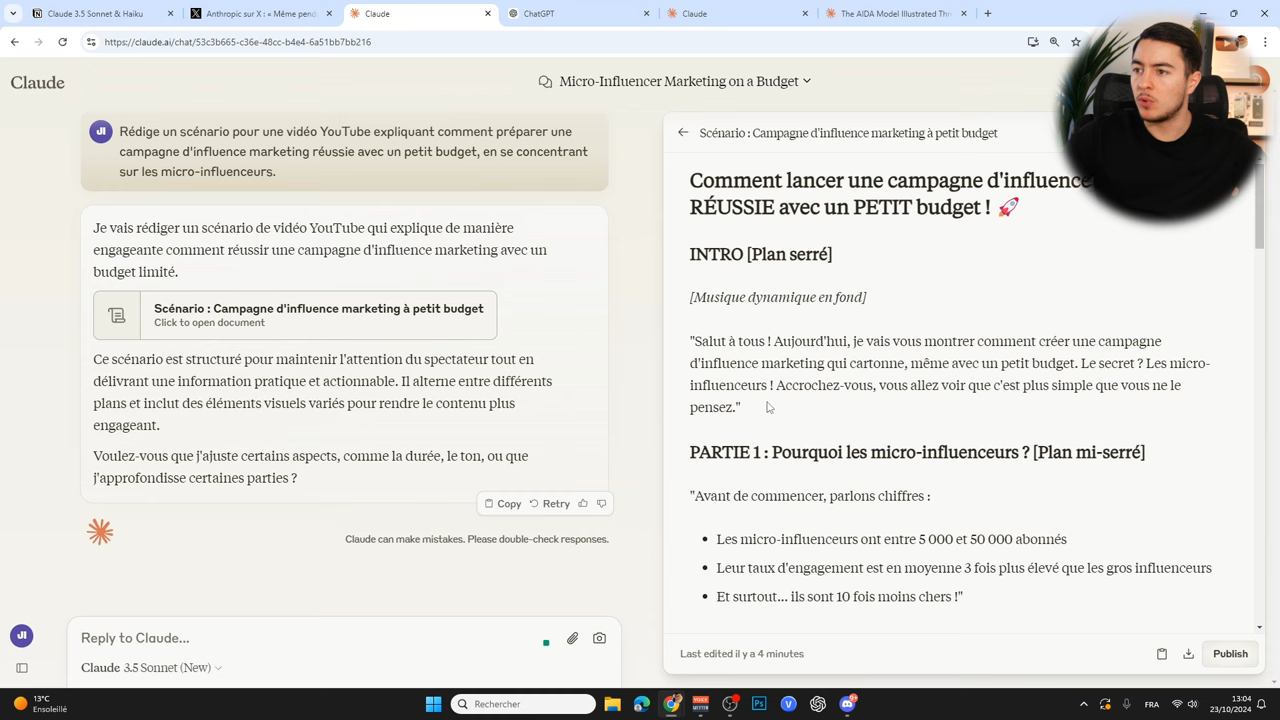 Claude 3.5 Sonnet & Haiku
Anthropic sur X : « Même pend
Claude
ChatGPT
Claude
The AIDA Model Illustrated Thr
https://claude.ai/chat/53c3b665-c36e-48cc-b4e4-6a51bb7bb216
Claude
Micro-Influencer Marketing on a Budget
JI
Rédige un scénario pour une vidéo YouTube expliquant comment préparer une
campagne d'influence marketing réussie avec un petit budget, en se concentrant
sur les micro-influenceurs.
Je vais rédiger un scénario de vidéo YouTube qui explique de manière
engageante comment réussir une campagne d'influence marketing avec un
budget limité.
Scénario : Campagne d'influence marketing à petit budget
Click to open document
Ce scénario est structuré pour maintenir l'attention du spectateur tout en
délivrant une information pratique et actionnable. Il alterne entre différents
plans et inclut des éléments visuels variés pour rendre le contenu plus
engageant.
Voulez-vous que j'ajuste certains aspects, comme la durée, le ton, ou que
j'approfondisse certaines parties ?
Copy Retry
Claude can make mistakes. Please double-check responses.
JI
Reply to Claude...
Claude 3.5 Sonnet (New)
Scénario : Campagne d'influence marketing à petit budget
Comment lancer une campagne d'influence
RÉUSSIE avec un PETIT budget ! 🚀
INTRO [Plan serré]
[Musique dynamique en fond]
"Salut à tous ! Aujourd'hui, je vais vous montrer comment créer une campagne
d'influence marketing qui cartonne, même avec un petit budget. Le secret ? Les micro-
influenceurs ! Accrochez-vous, vous allez voir que c'est plus simple que vous ne le
pensez."
PARTIE 1 : Pourquoi les micro-influenceurs ? [Plan mi-serré]
"Avant de commencer, parlons chiffres :
• Les micro-influenceurs ont entre 5 000 et 50 000 abonnés
• Leur taux d'engagement est en moyenne 3 fois plus élevé que les gros influenceurs
• Et surtout... ils sont 10 fois moins chers !"
Last edited il y a 4 minutes
Publish
13°C
Ensoleillé
Rechercher
FRA
13:04
23/10/2024